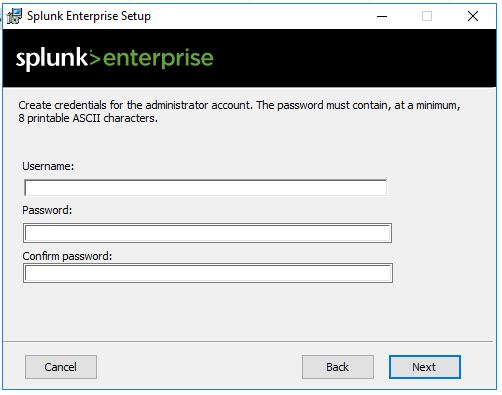 Splunk Enterprise Setup
splunk>enterprise
Create credentials for the administrator account. The password must contain, at a minimum,
8 printable ASCII characters.
Username:
Password:
Confirm password:
Cancel
Back
Next